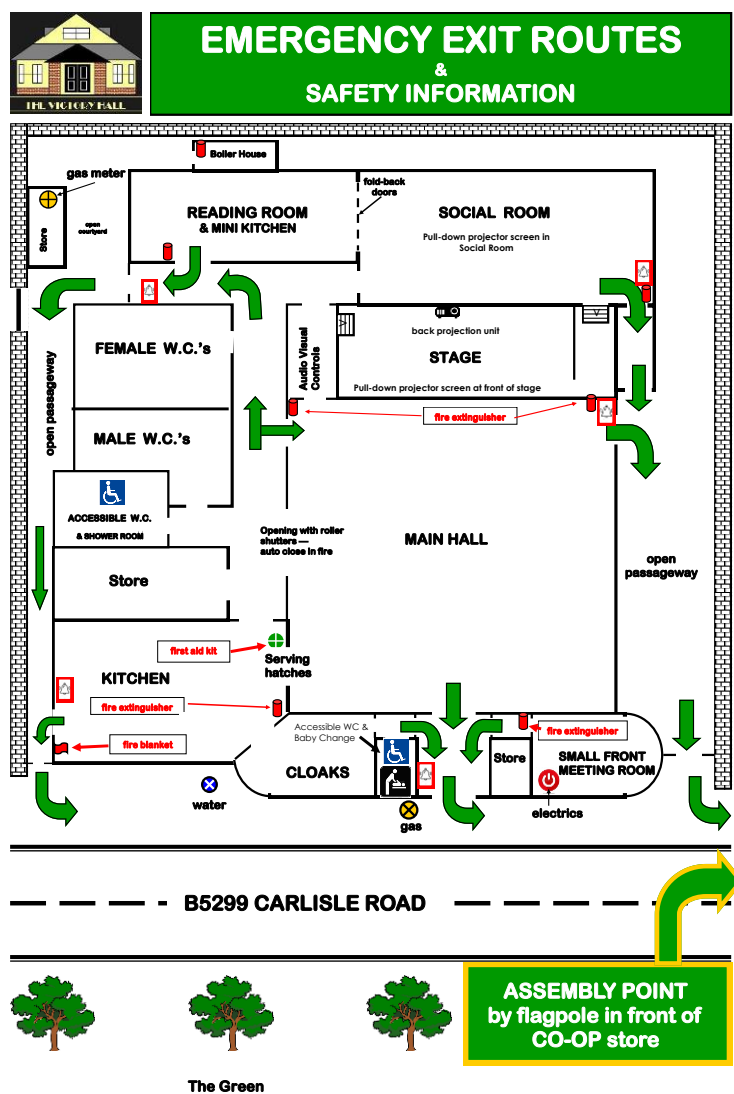 THE VICTORY HALL
EMERGENCY EXIT ROUTES
&
SAFETY INFORMATION
Boiler House
gas meter
fold-back
doors
Store
open
courtyard
READING ROOM
& MINI KITCHEN
SOCIAL ROOM
Pull-down projector screen in
Social Room
back projection unit
STAGE
Pull-down projector screen at front of stage
Audio Visual
Controls
FEMALE W.C.'s
open passageway
fire extinguisher
MALE W.C.'s
ACCESSIBLE W.C.
& SHOWER ROOM
Opening with roller
shutters —
auto close in fire
MAIN HALL
open
passageway
Store
first aid kit
Serving
hatches
KITCHEN
fire extinguisher
fire blanket
Accessible WC &
Baby Change
fire extinguisher
CLOAKS
Store
SMALL FRONT
MEETING ROOM
water
gas
electrics
B5299 CARLISLE ROAD
ASSEMBLY POINT
by flagpole in front of
CO-OP store
The Green